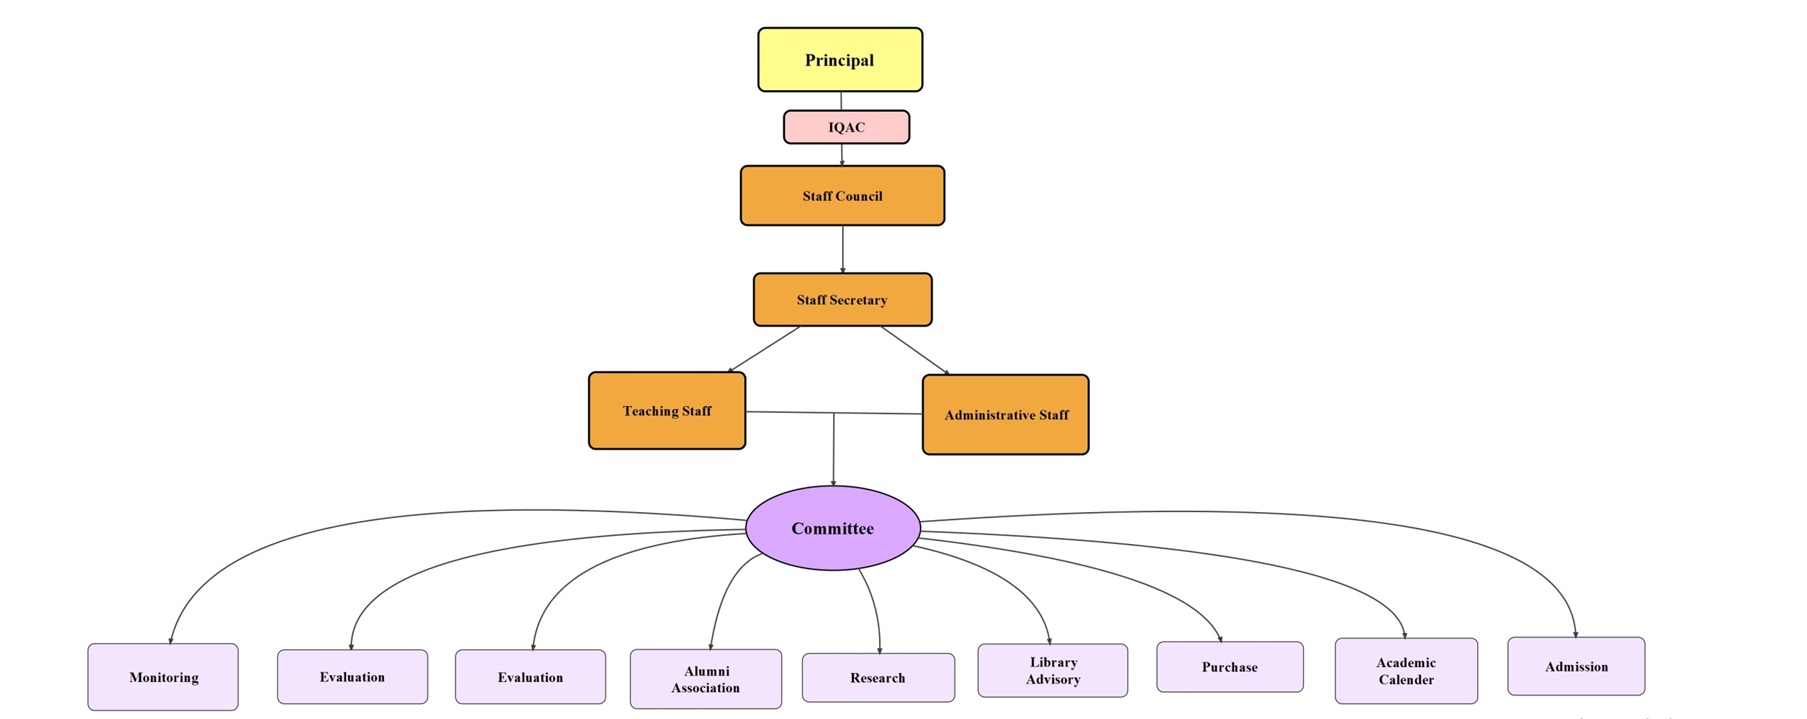 Principal
IQAC
Staff Council
Staff Secretary
Teaching Staff
Administrative Staff
Committee
Monitoring
Evaluation
Evaluation
Alumni
Association
Research
Library
Advisory
Purchase
Academic
Calender
Admission